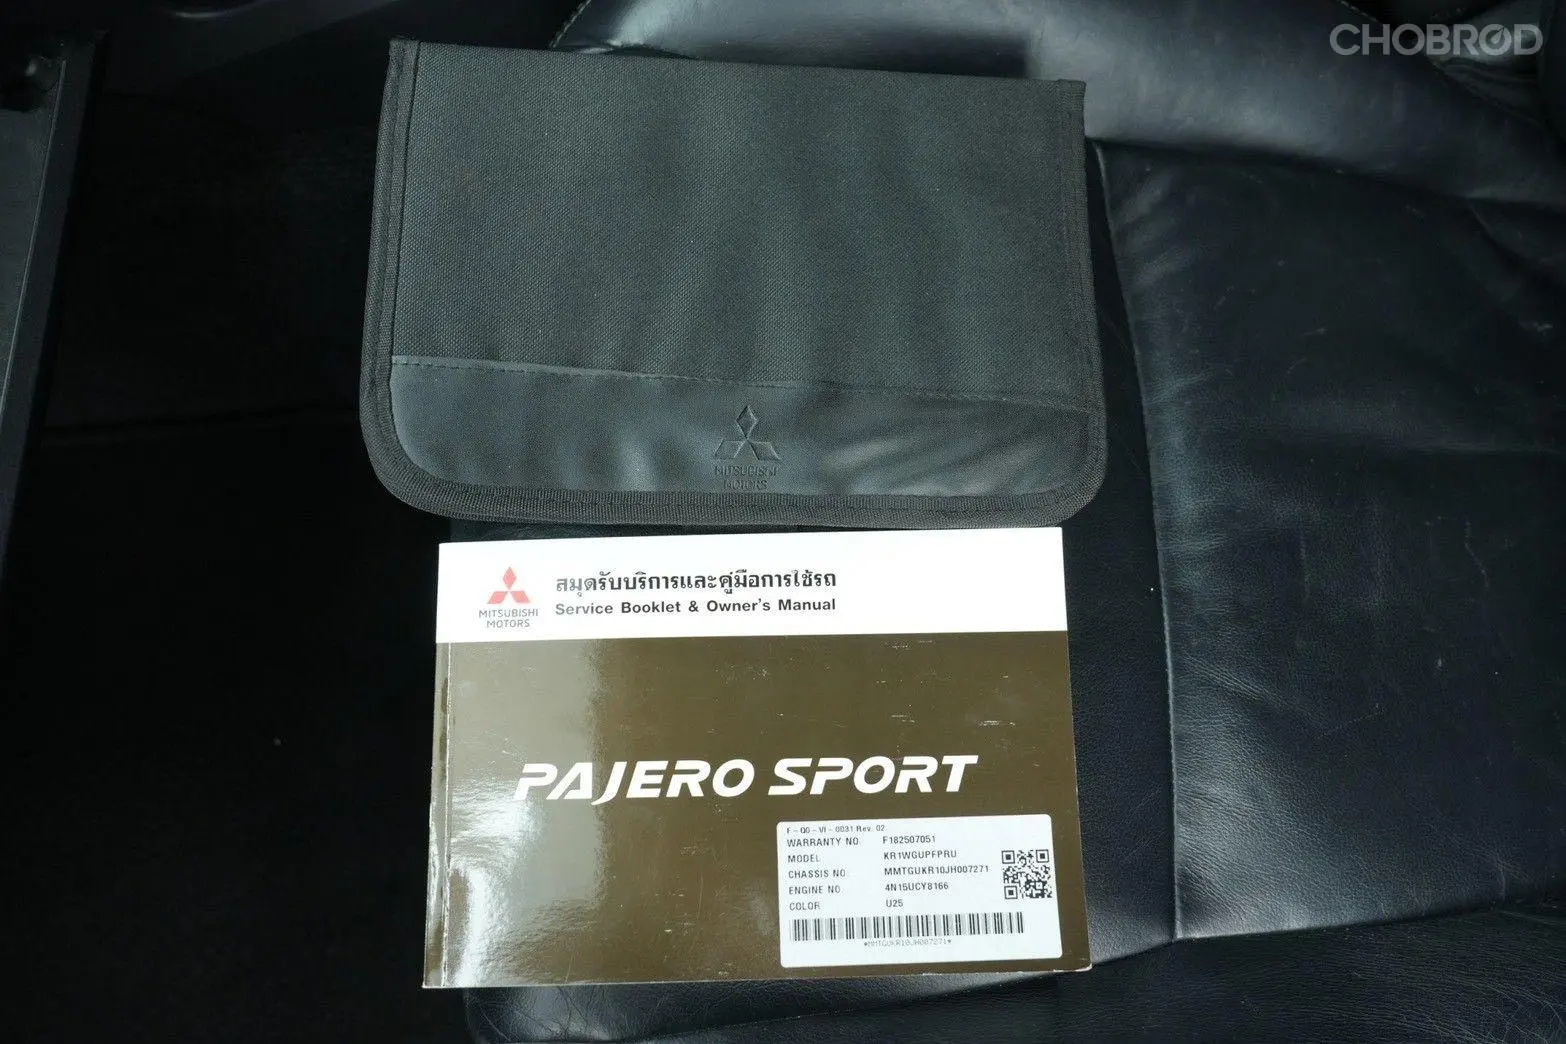 CHOBROD
MITSUBISHI
MOTORS
MITSUBISHI
MOTORS
สมุดรับบริการและคู่มือการใช้รถ
Service Booklet & Owner's Manual
PAJERO SPORT
F-QO-VI-0031 Rev. 02
WARRANTY NO F182507051
MODEL KR1WGUPFPRU
CHASSIS NO. MMTGUKR10JH007271
ENGINE NO 4N15UCY8166
COLOR U25
*MMTGUKR10JH007271*